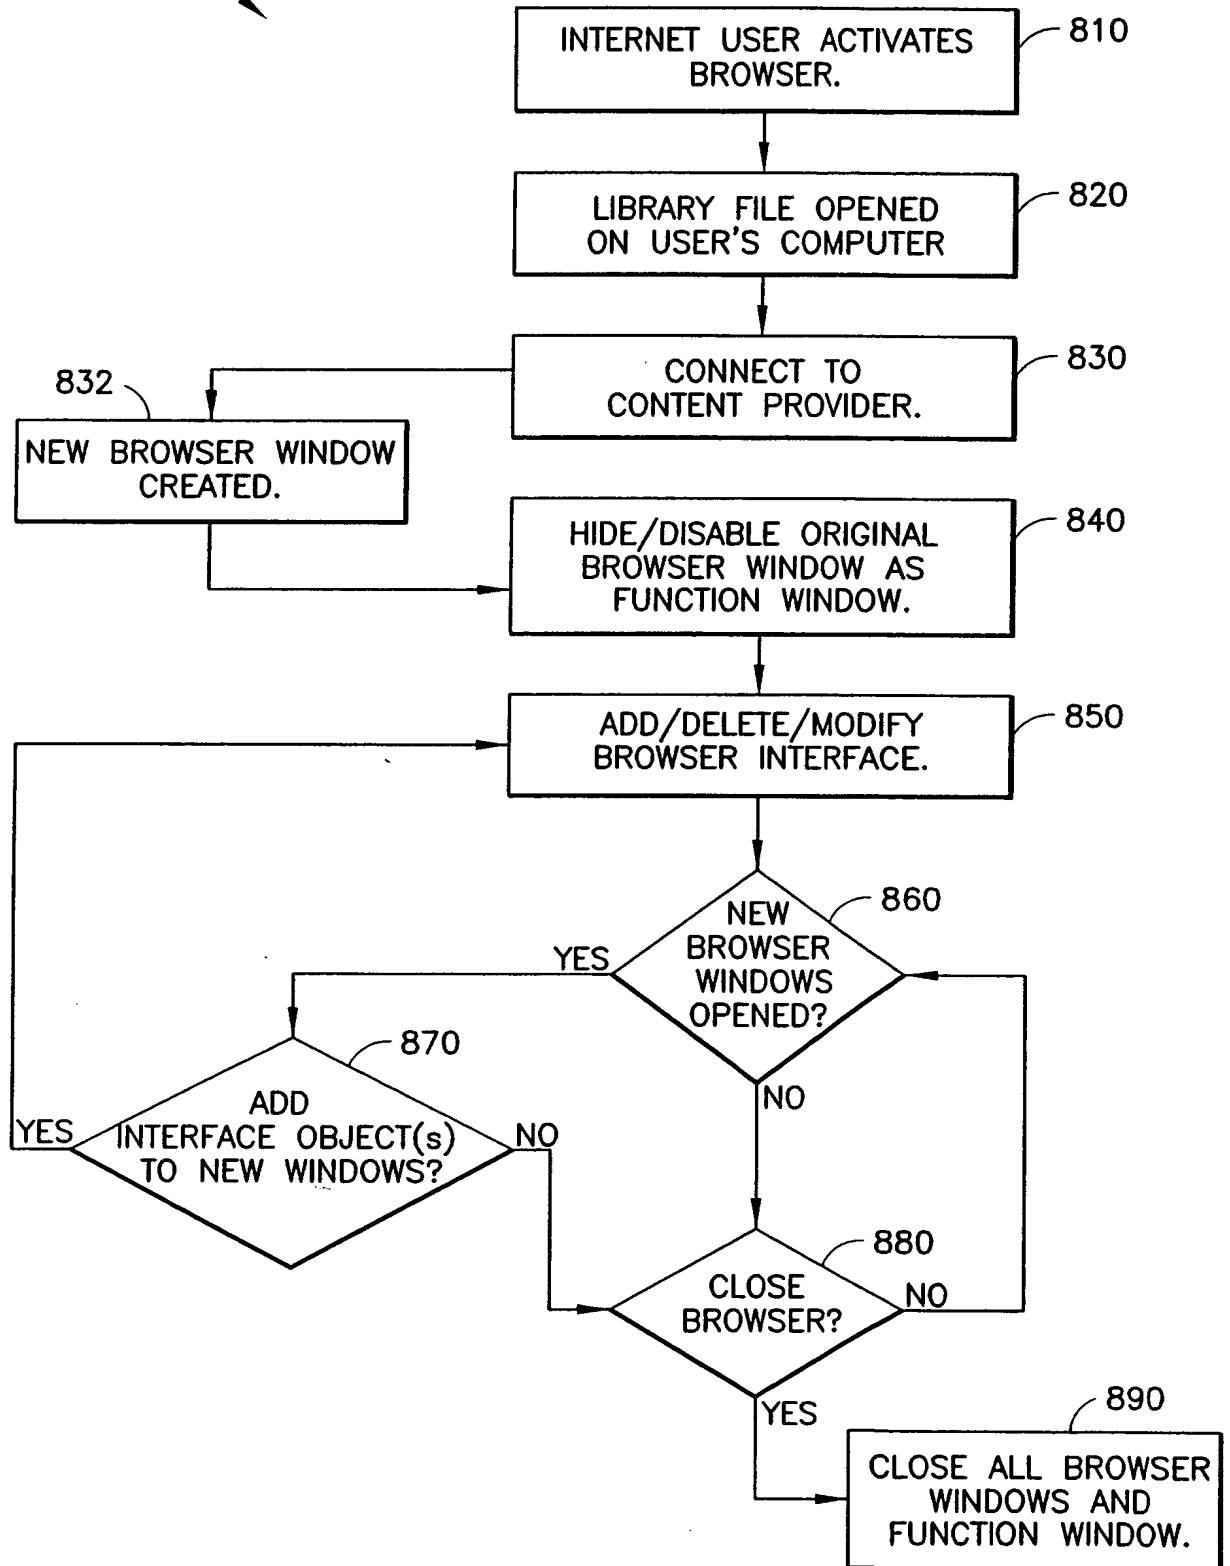 INTERNET USER ACTIVATES
BROWSER.
810
LIBRARY FILE OPENED
ON USER'S COMPUTER
820
CONNECT TO
CONTENT PROVIDER.
830
832
NEW BROWSER WINDOW
CREATED.
HIDE/DISABLE ORIGINAL
BROWSER WINDOW AS
FUNCTION WINDOW.
840
ADD/DELETE/MODIFY
BROWSER INTERFACE.
850
NEW
BROWSER
WINDOWS
OPENED?
860
YES
NO
870
ADD
INTERFACE OBJECT(s)
TO NEW WINDOWS?
YES
NO
880
CLOSE
BROWSER?
NO
YES
890
CLOSE ALL BROWSER
WINDOWS AND
FUNCTION WINDOW.